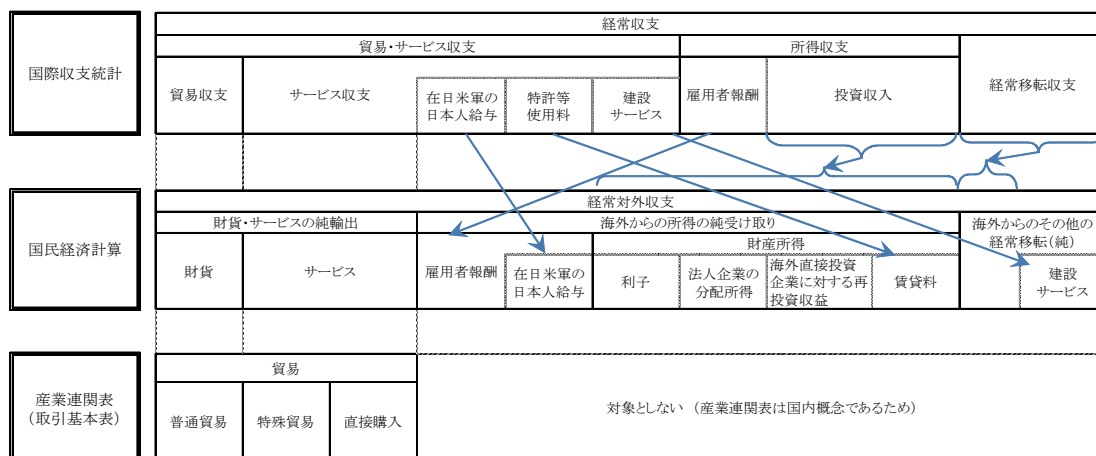 国際収支統計
経常収支
貿易・サービス収支
所得収支
経常移転収支
貿易収支
サービス収支
在日米軍の
日本人給与
特許等
使用料
建設
サービス
雇用者報酬
投資収入
国民経済計算
経常対外収支
財貨・サービスの純輸出
海外からの所得の純受け取り
海外からのその他の
経常移転(純)
財貨
サービス
雇用者報酬
在日米軍の
日本人給与
財産所得
利子
法人企業の
分配所得
海外直接投資
企業に対する再
投資収益
賃貸料
建設
サービス
産業連関表
(取引基本表)
貿易
普通貿易
特殊貿易
直接購入
対象としない (産業連関表は国内概念であるため)